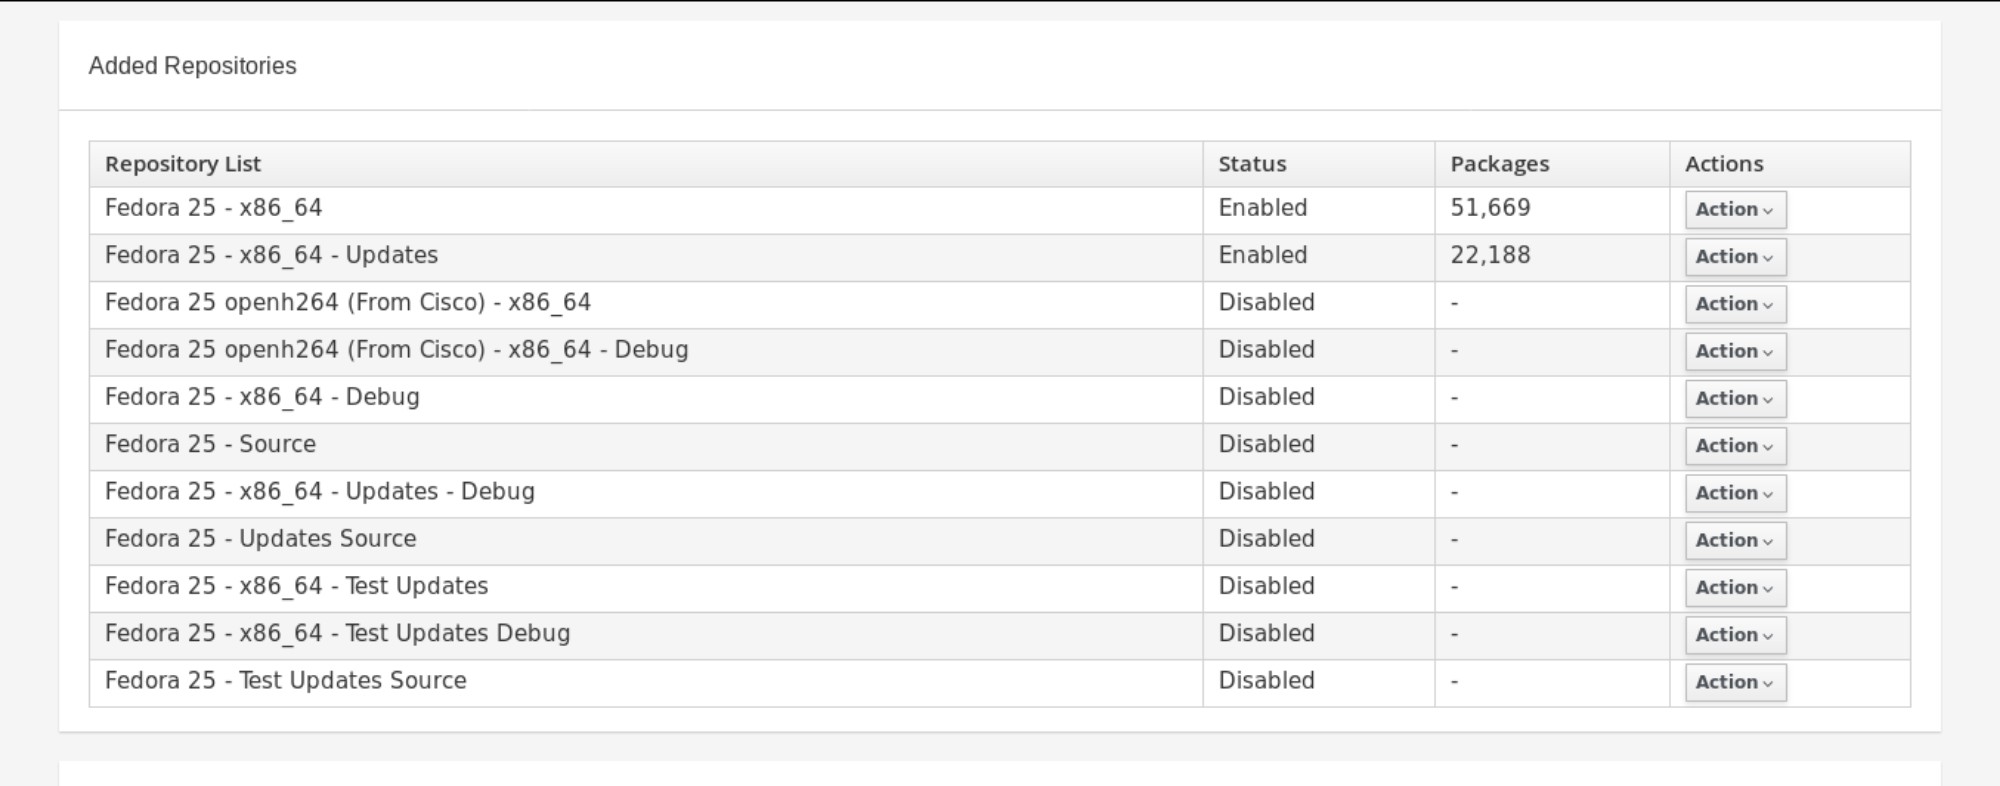 Added Repositories
Repository List Status Packages Actions
Fedora 25 - x86_64 Enabled 51,669 Action
Fedora 25 - x86_64 - Updates Enabled 22,188 Action
Fedora 25 openh264 (From Cisco) - x86_64 Disabled - Action
Fedora 25 openh264 (From Cisco) - x86_64 - Debug Disabled - Action
Fedora 25 - x86_64 - Debug Disabled - Action
Fedora 25 - Source Disabled - Action
Fedora 25 - x86_64 - Updates - Debug Disabled - Action
Fedora 25 - Updates Source Disabled - Action
Fedora 25 - x86_64 - Test Updates Disabled - Action
Fedora 25 - x86_64 - Test Updates Debug Disabled - Action
Fedora 25 - Test Updates Source Disabled - Action